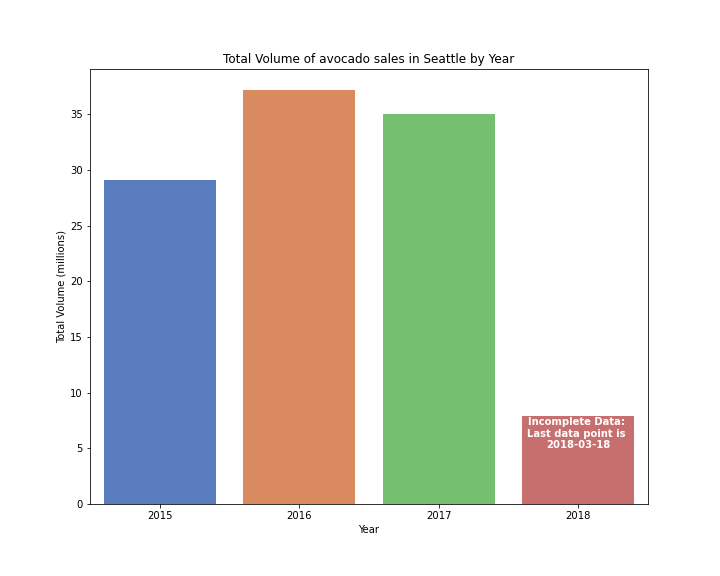 Total Volume of avocado sales in Seattle by Year
Total Volume (millions)
35
30
25
20
15
10
5
0
Incomplete Data:
Last data point is
2018-03-18
2015 2016 2017 2018
Year